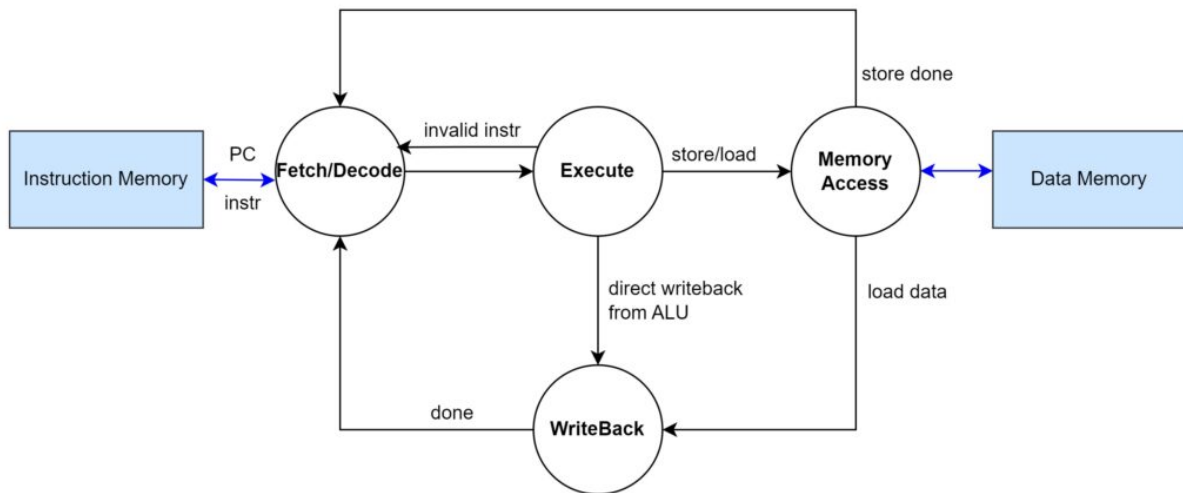 store done
invalid instr
PC
store/load
Instruction Memory
Fetch/Decode
Execute
Memory
Access
Data Memory
instr
direct writeback
from ALU
load data
done
WriteBack